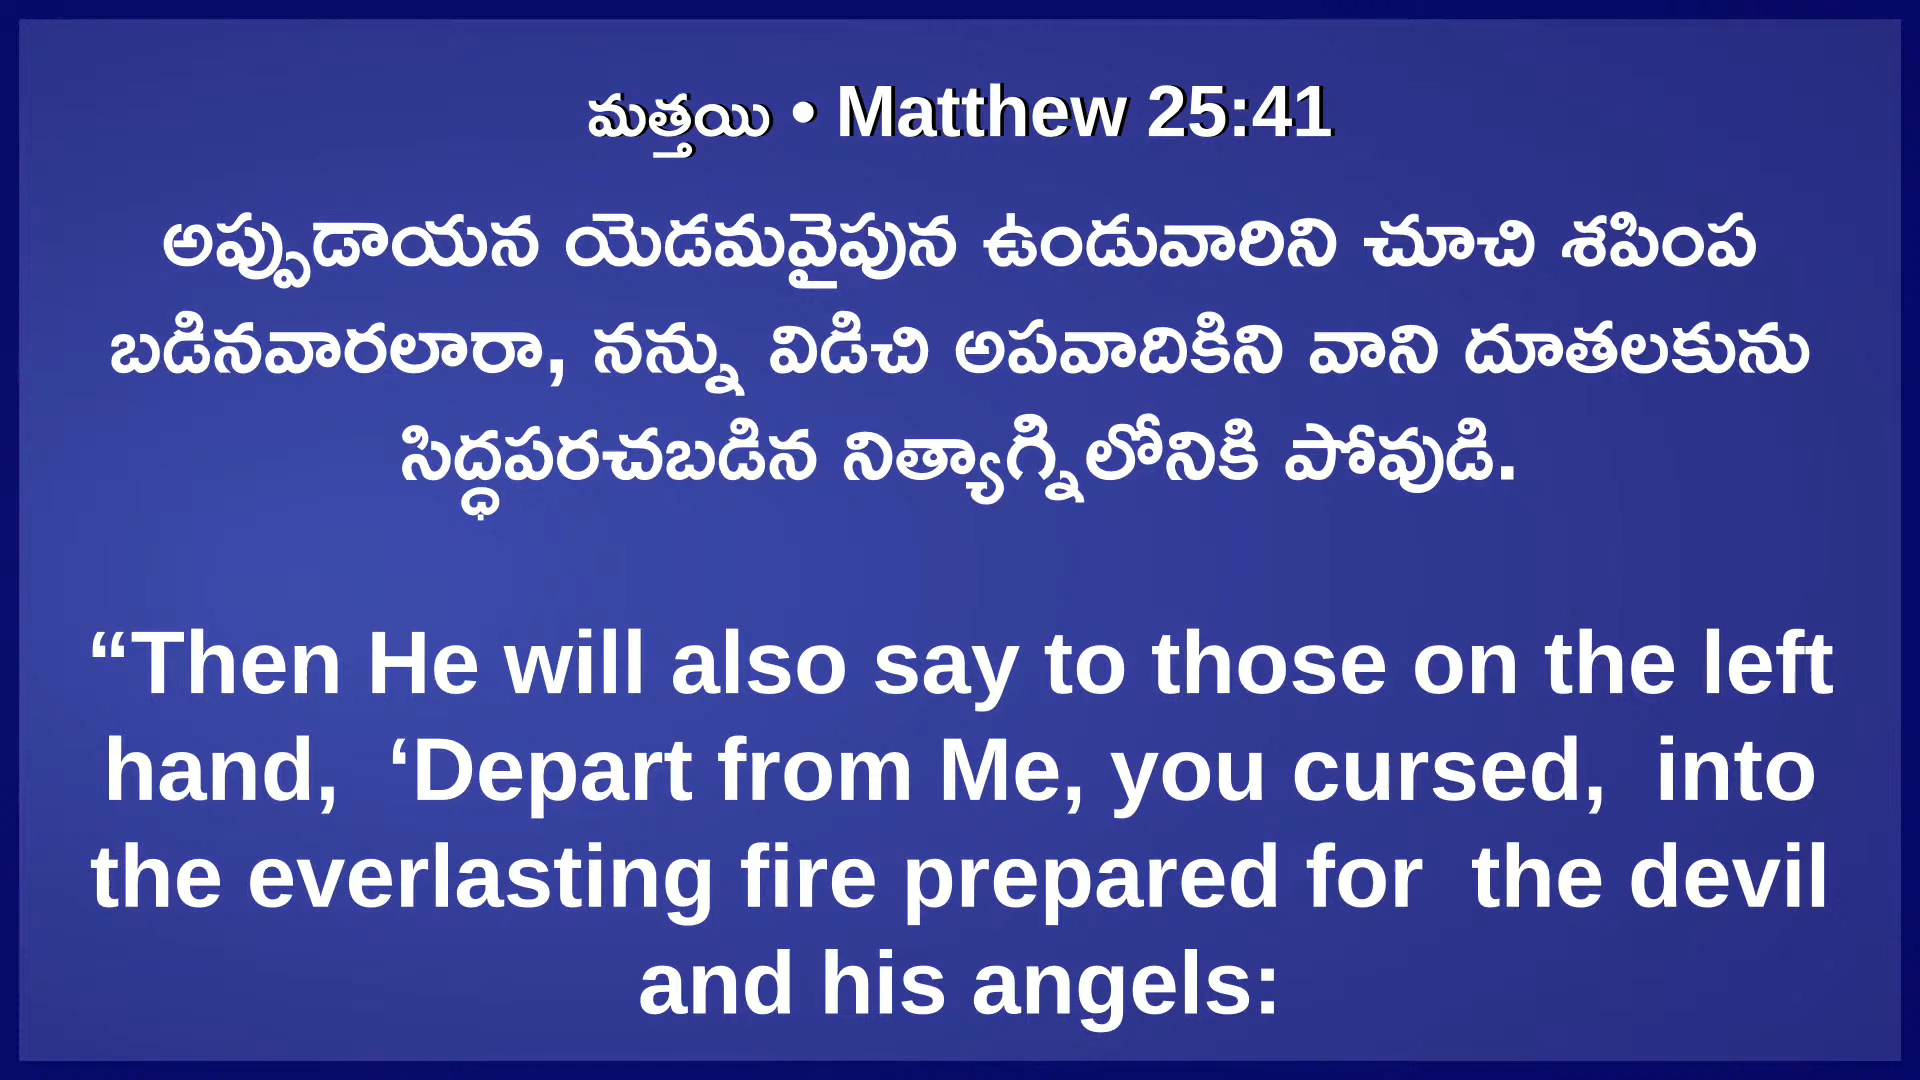 మత్తయి • Matthew 25:41
అప్పుడాయన యెడమవైపున ఉండువారిని చూచి శపింప
బడినవారలారా, నన్ను విడిచి అపవాదికిని వాని దూతలకును
సిద్ధపరచబడిన నిత్యాగ్నిలోనికి పోవుడి.
“Then He will also say to those on the left
hand,  ‘Depart from Me, you cursed,  into
the everlasting fire prepared for  the devil
and his angels: